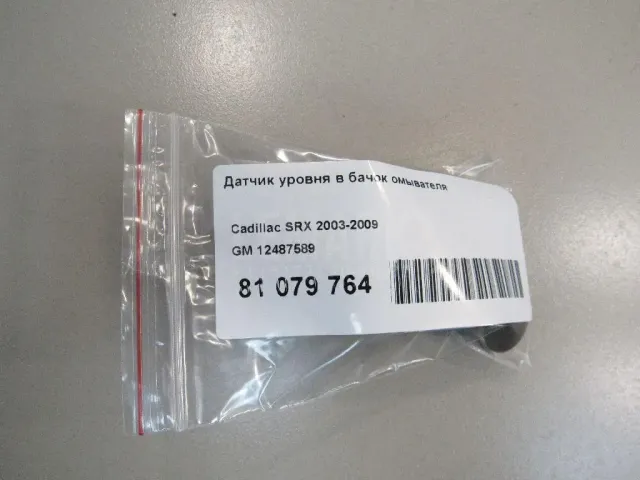 Датчик уровня в бачок омывателя
Cadillac SRX 2003-2009
GM 12487589
81 079 764